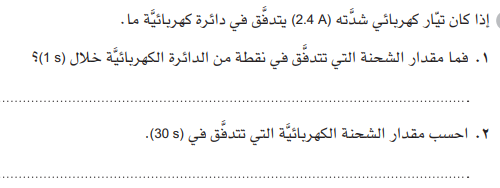 إذا كان تيّار كهربائي شدَّته (2.4 A) يتدفَّق في دائرة كهربائيَّة ما.
١. فما مقدار الشحنة التي تتدفَّق في نقطة من الدائرة الكهربائيَّة خلال (1 s)؟
٢. احسب مقدار الشحنة الكهربائيَّة التي تتدفَّق في (30 s).